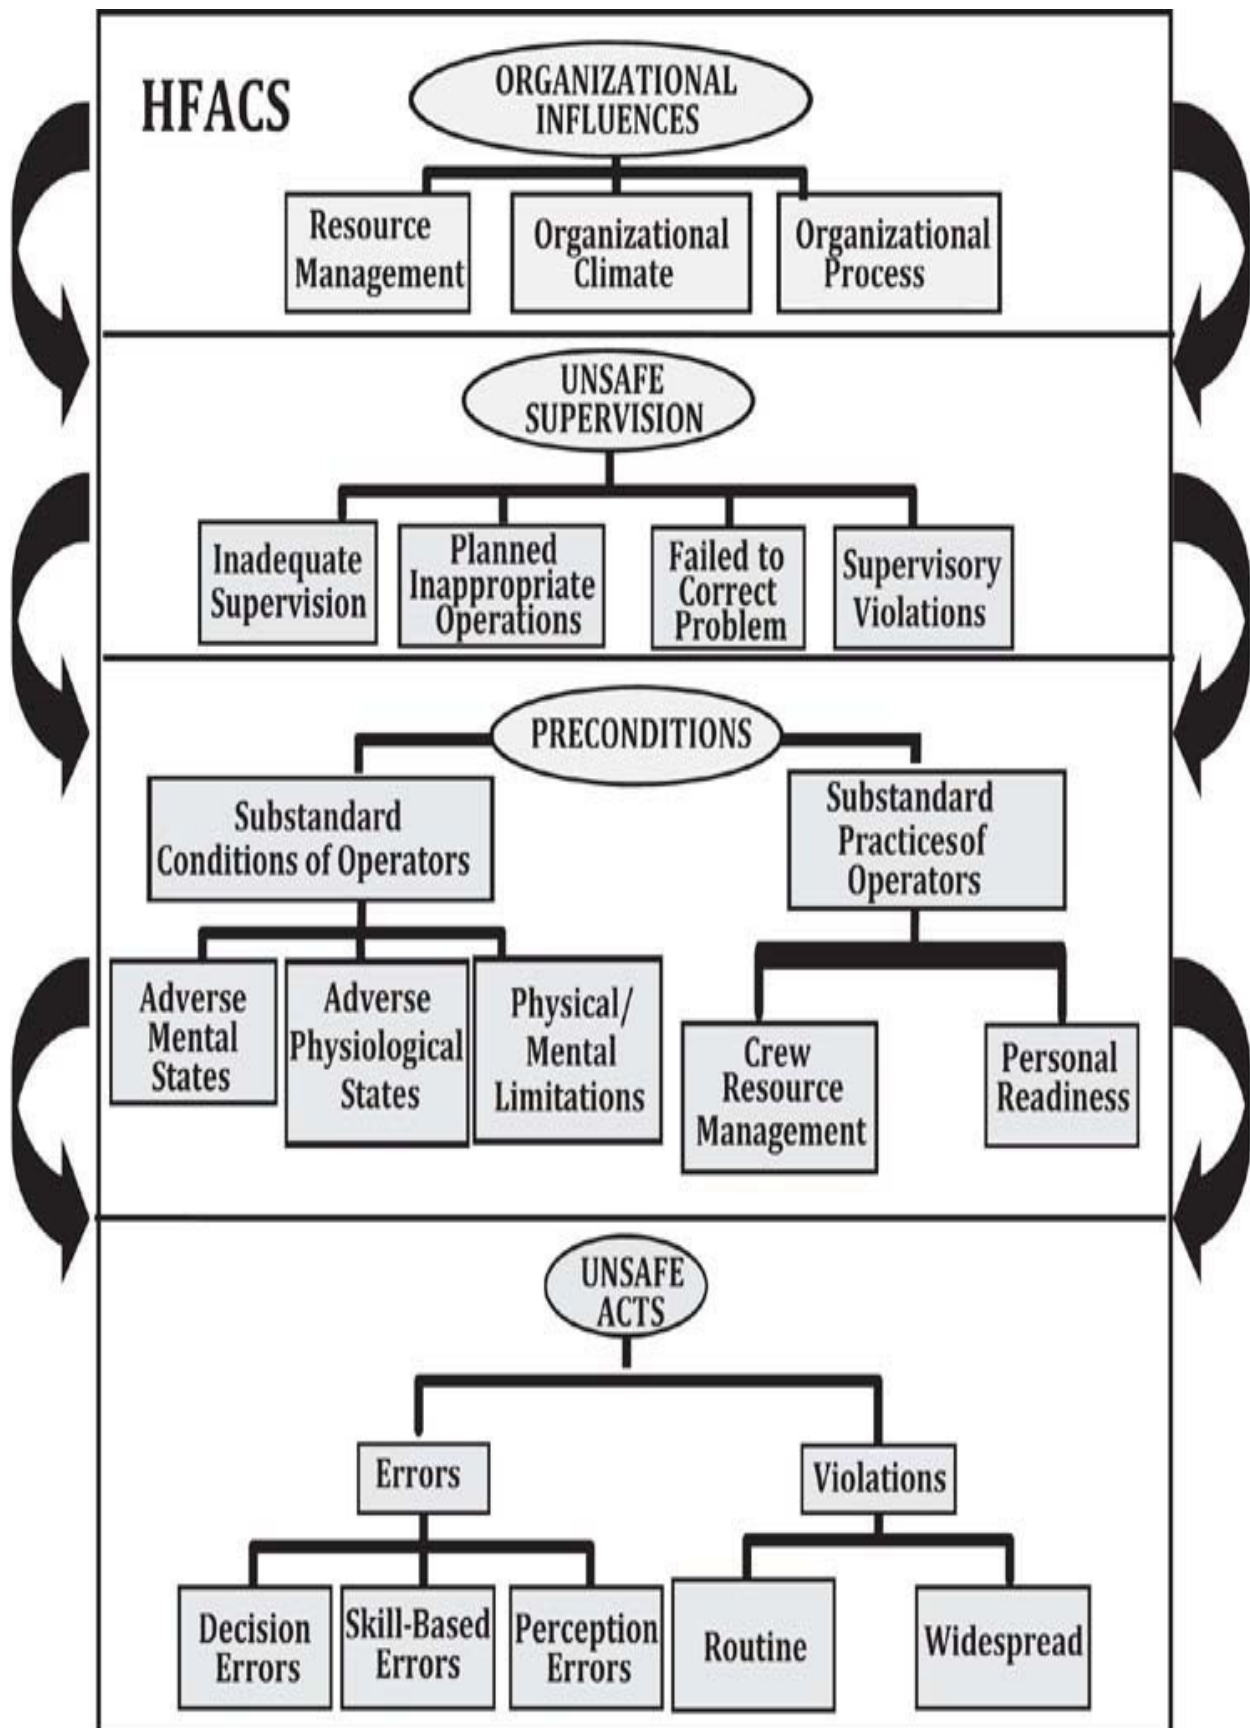 HFACS
ORGANIZATIONAL
INFLUENCES
Resource
Management
Organizational
Climate
Organizational
Process
UNSAFE
SUPERVISION
Inadequate
Supervision
Planned
Inappropriate
Operations
Failed to
Correct
Problem
Supervisory
Violations
PRECONDITIONS
Substandard
Conditions of Operators
Substandard
Practices of
Operators
Adverse
Mental
States
Adverse
Physiological
States
Physical/
Mental
Limitations
Crew
Resource
Management
Personal
Readiness
UNSAFE
ACTS
Errors
Violations
Decision
Errors
Skill-Based
Errors
Perception
Errors
Routine
Widespread